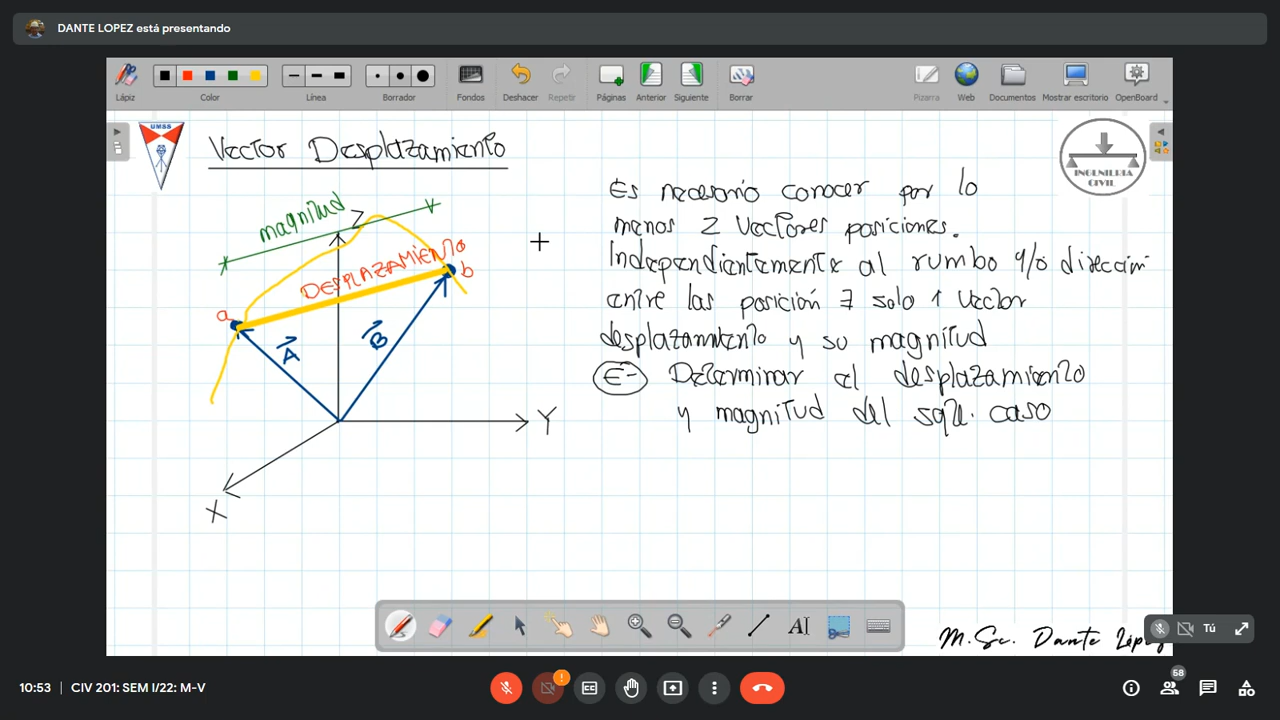 DANTE LOPEZ está presentando
Lápiz
Color
Línea
Borrador
Fondos
Deshacer
Repetir
Páginas
Anterior
Siguiente
Borrar
Pizarra
Web
Documentos
Mostrar escritorio
OpenBoard
UMSS
Vector Desplazamiento
INGENIERIA
CIVIL
magnitud
Z
DESPLAZAMIENTO
a
b
A
B
Y
X
Es necesario conocer por lo
menos 2 Vectores posiciones.
Independientemente al rumbo y/o dirección
entre las posición ∃ solo 1 Vector
desplazamiento y su magnitud
E- Determinar el desplazamiento
y magnitud del sgte. caso
AI
M.Sc. Dante López
Tú
10:53 | CIV 201: SEM I/22: M-V
58